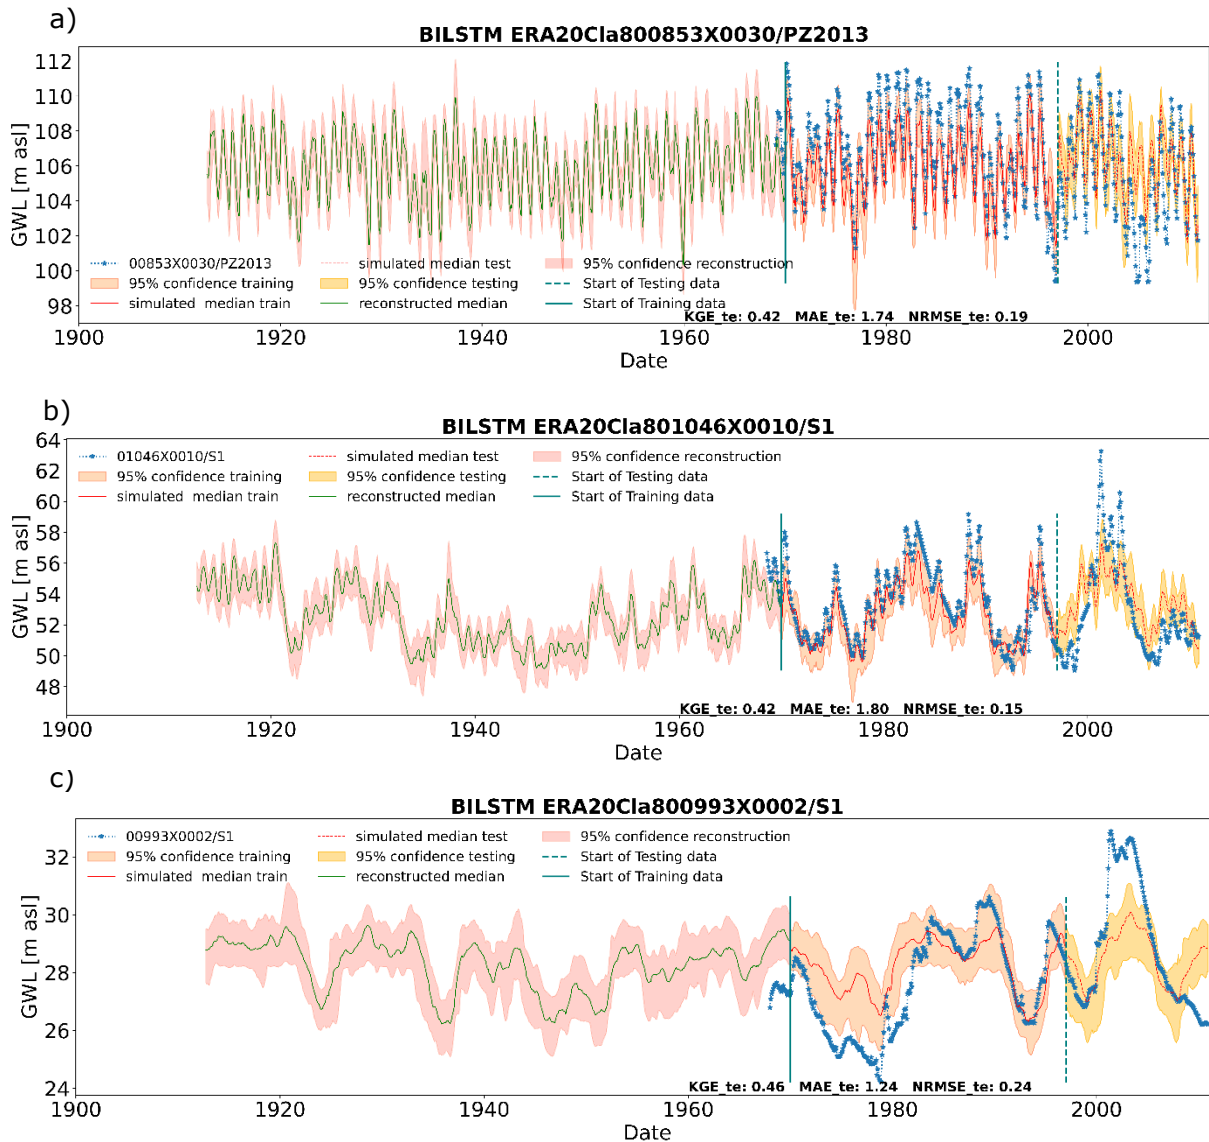 a)
BILSTM ERA20Cla800853X0030/PZ2013
112
110
108
106
104
102
100
98
GWL [m asl]
00853X0030/PZ2013 simulated median test 95% confidence reconstruction
95% confidence training 95% confidence testing Start of Testing data
simulated median train reconstructed median Start of Training data
KGE_te: 0.42 MAE_te: 1.74 NRMSE_te: 0.19
1900 1920 1940 1960 1980 2000
Date
b)
BILSTM ERA20Cla801046X0010/S1
64
62
60
58
56
54
52
50
48
GWL [m asl]
01046X0010/S1 simulated median test 95% confidence reconstruction
95% confidence training 95% confidence testing Start of Testing data
simulated median train reconstructed median Start of Training data
KGE_te: 0.42 MAE_te: 1.80 NRMSE_te: 0.15
1900 1920 1940 1960 1980 2000
Date
c)
BILSTM ERA20Cla800993X0002/S1
32
30
28
26
24
GWL [m asl]
00993X0002/S1 simulated median test 95% confidence reconstruction
95% confidence training 95% confidence testing Start of Testing data
simulated median train reconstructed median Start of Training data
KGE_te: 0.46 MAE_te: 1.24 NRMSE_te: 0.24
1900 1920 1940 1960 1980 2000
Date